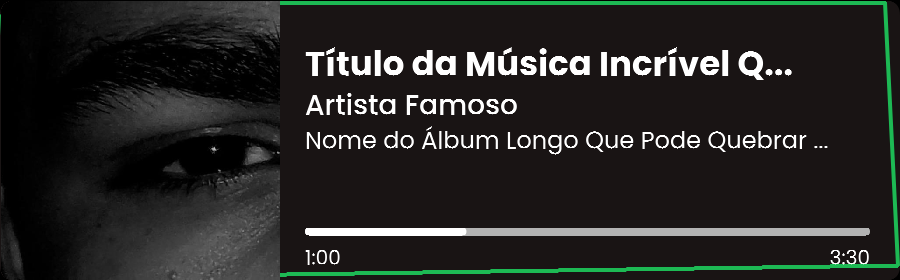 Título da Música Incrível Q...
Artista Famoso
Nome do Álbum Longo Que Pode Quebrar ...
1:00 3:30